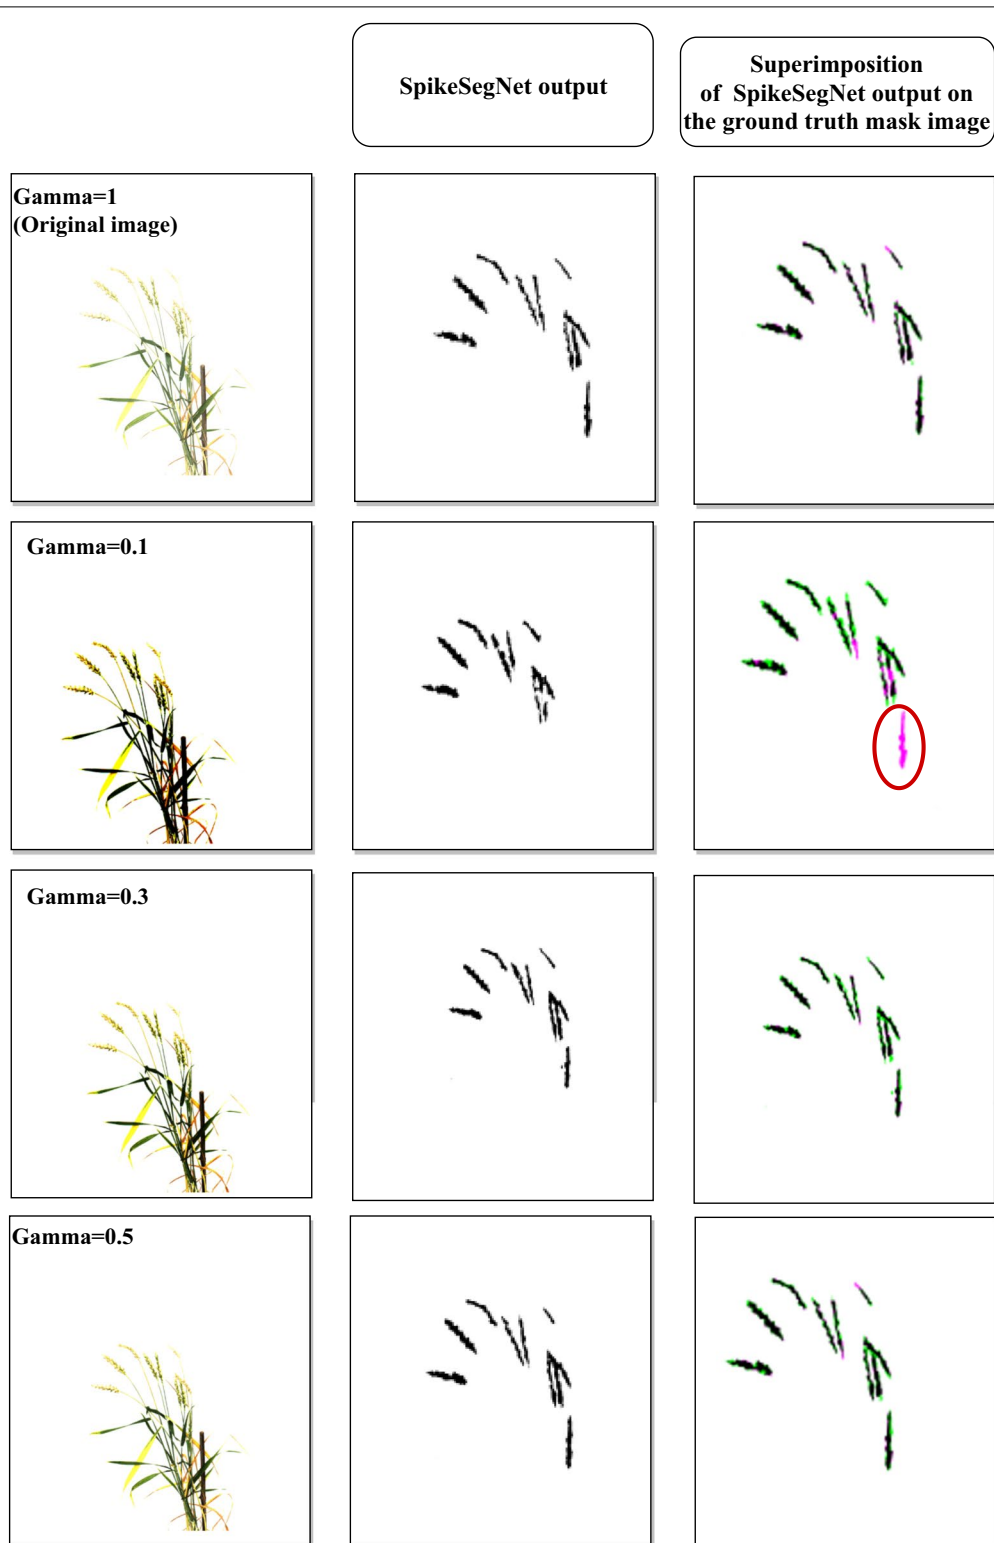 SpikeSegNet output
Superimposition
of SpikeSegNet output on
the ground truth mask image
Gamma=1
(Original image)
Gamma=0.1
Gamma=0.3
Gamma=0.5